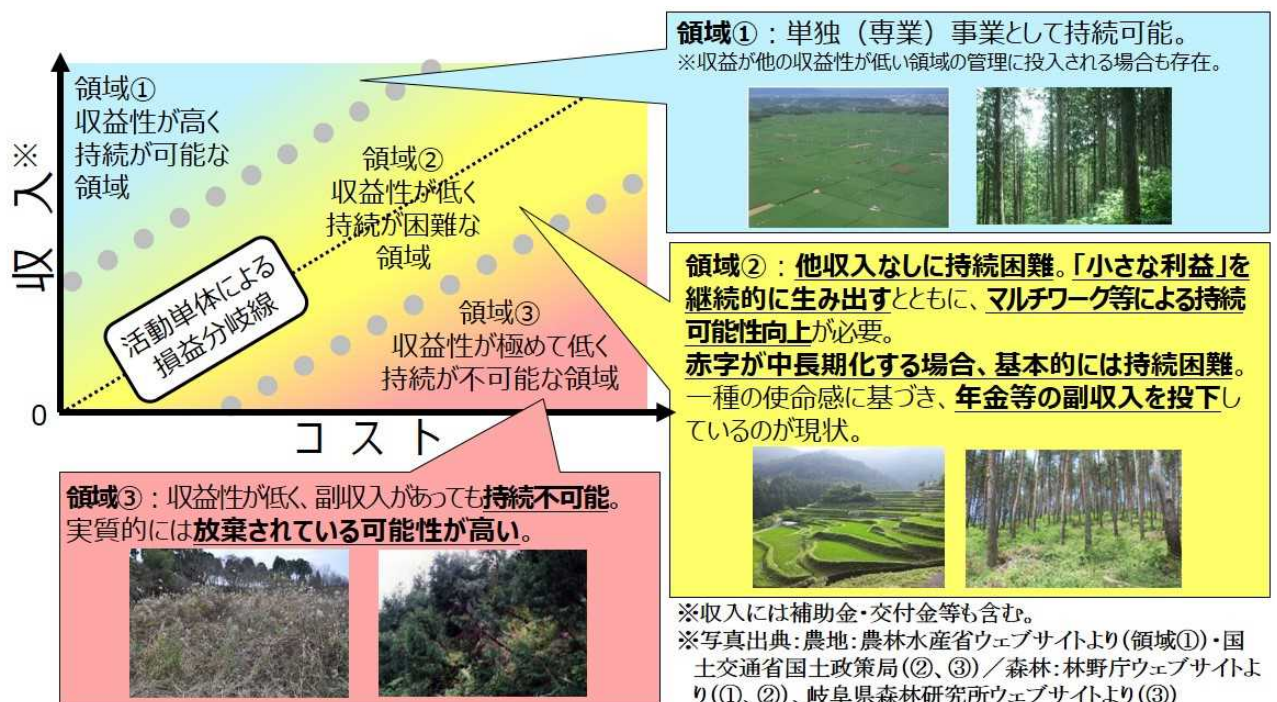 領域①：単独（専業）事業として持続可能。
※収益が他の収益性が低い領域の管理に投入される場合も存在。
収入※
領域①
収益性が高く
持続が可能な
領域
領域②
収益性が低く
持続が困難な
領域
活動単体による
損益分岐線
領域③
収益性が極めて低く
持続が不可能な領域
0
コスト
領域②：他収入なしに持続困難。「小さな利益」を
継続的に生み出すとともに、マルチワーク等による持続
可能性向上が必要。
赤字が中長期化する場合、基本的には持続困難。
一種の使命感に基づき、年金等の副収入を投下し
ているのが現状。
領域③：収益性が低く、副収入があっても持続不可能。
実質的には放棄されている可能性が高い。
※収入には補助金・交付金等も含む。
※写真出典：農地：農林水産省ウェブサイトより（領域①）・国
土交通省国土政策局（②、③）／森林：林野庁ウェブサイトよ
り（①、②）、岐阜県森林研究所ウェブサイトより（③）